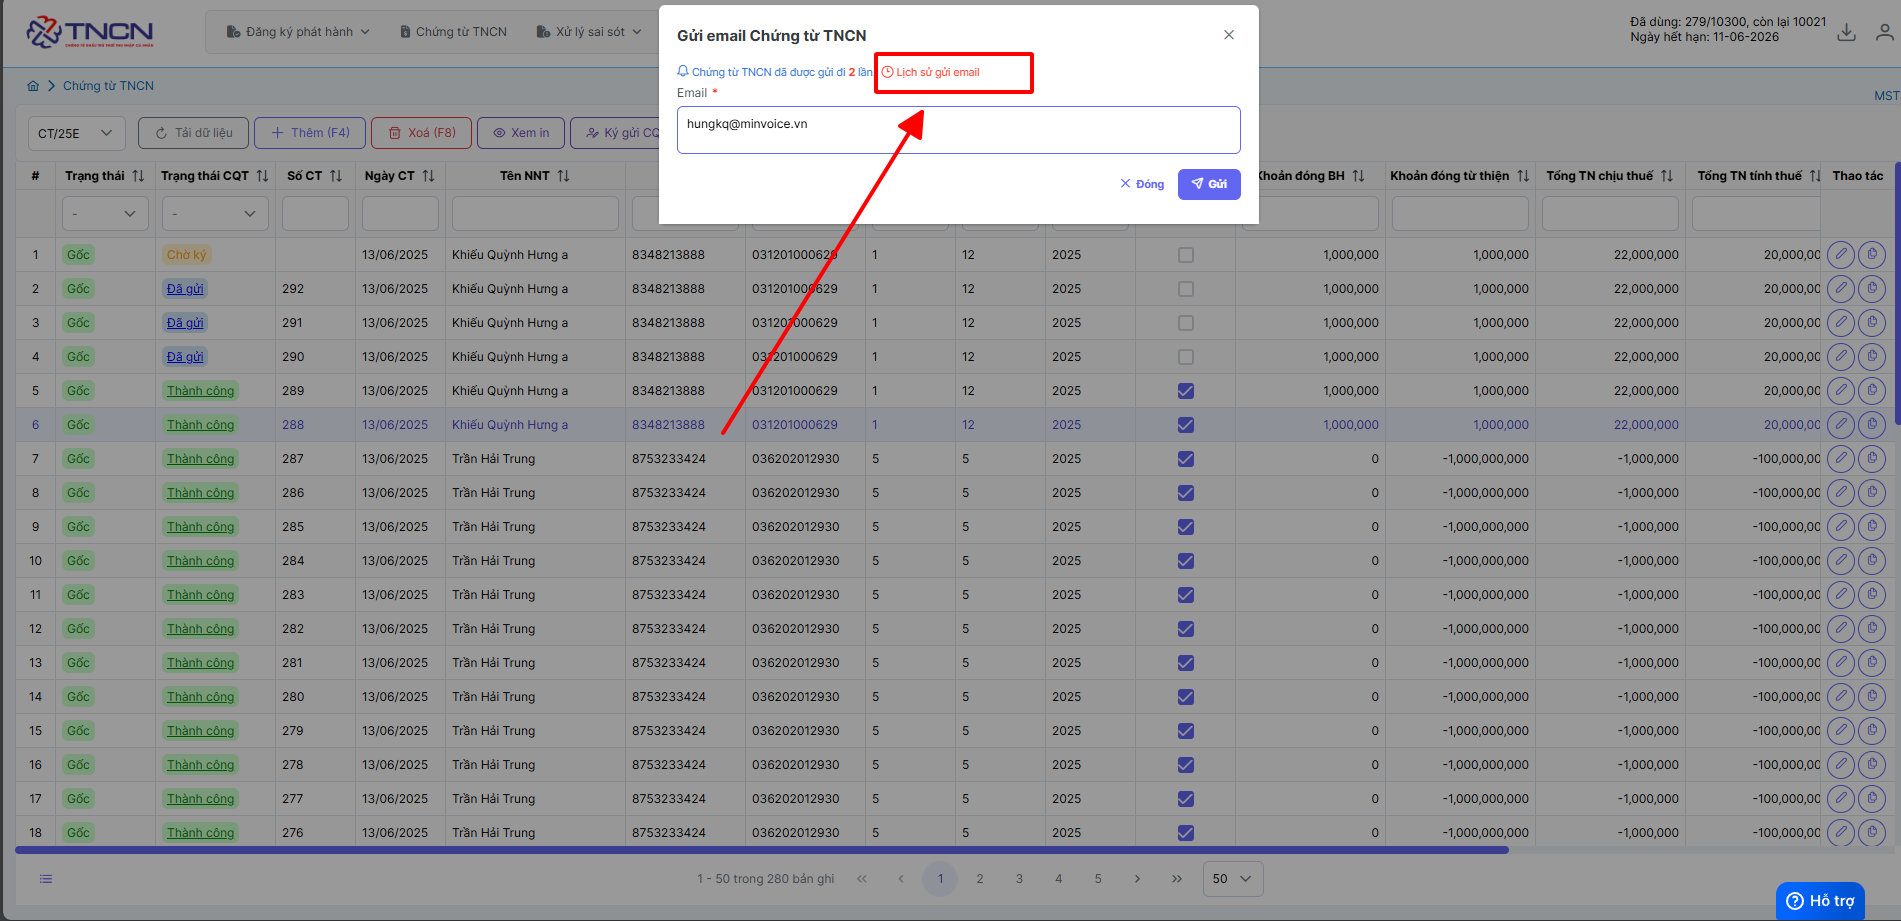 TNCN
Đăng ký phát hành
Chứng từ TNCN
Xử lý sai sót
Đã dùng: 279/10300, còn lại 10021
Ngày hết hạn: 11-06-2026
Gửi email Chứng từ TNCN
Chứng từ TNCN đã được gửi đi 2 lần. Lịch sử gửi email
Email *
hungkq@minvoice.vn
Đóng Gửi
Chứng từ TNCN
MST
CT/25E Tải dữ liệu Thêm (F4) Xoá (F8) Xem in Ký gửi CQ
# Trạng thái Trạng thái CQT Số CT Ngày CT Tên NNT Khoản đóng BH Khoản đóng từ thiện Tổng TN chịu thuế Tổng TN tính thuế Thao tác
- -
1 Gốc Chờ ký 13/06/2025 Khiếu Quỳnh Hưng a 8348213888 031201000629 1 12 2025 1,000,000 1,000,000 22,000,000 20,000,00
2 Gốc Đã gửi 292 13/06/2025 Khiếu Quỳnh Hưng a 8348213888 031201000629 1 12 2025 1,000,000 1,000,000 22,000,000 20,000,00
3 Gốc Đã gửi 291 13/06/2025 Khiếu Quỳnh Hưng a 8348213888 031201000629 1 12 2025 1,000,000 1,000,000 22,000,000 20,000,00
4 Gốc Đã gửi 290 13/06/2025 Khiếu Quỳnh Hưng a 8348213888 031201000629 1 12 2025 1,000,000 1,000,000 22,000,000 20,000,00
5 Gốc Thành công 289 13/06/2025 Khiếu Quỳnh Hưng a 8348213888 031201000629 1 12 2025 1,000,000 1,000,000 22,000,000 20,000,00
6 Gốc Thành công 288 13/06/2025 Khiếu Quỳnh Hưng a 8348213888 031201000629 1 12 2025 1,000,000 1,000,000 22,000,000 20,000,00
7 Gốc Thành công 287 13/06/2025 Trần Hải Trung 8753233424 036202012930 5 5 2025 0 -1,000,000,000 -1,000,000 -100,000,00
8 Gốc Thành công 286 13/06/2025 Trần Hải Trung 8753233424 036202012930 5 5 2025 0 -1,000,000,000 -1,000,000 -100,000,00
9 Gốc Thành công 285 13/06/2025 Trần Hải Trung 8753233424 036202012930 5 5 2025 0 -1,000,000,000 -1,000,000 -100,000,00
10 Gốc Thành công 284 13/06/2025 Trần Hải Trung 8753233424 036202012930 5 5 2025 0 -1,000,000,000 -1,000,000 -100,000,00
11 Gốc Thành công 283 13/06/2025 Trần Hải Trung 8753233424 036202012930 5 5 2025 0 -1,000,000,000 -1,000,000 -100,000,00
12 Gốc Thành công 282 13/06/2025 Trần Hải Trung 8753233424 036202012930 5 5 2025 0 -1,000,000,000 -1,000,000 -100,000,00
13 Gốc Thành công 281 13/06/2025 Trần Hải Trung 8753233424 036202012930 5 5 2025 0 -1,000,000,000 -1,000,000 -100,000,00
14 Gốc Thành công 280 13/06/2025 Trần Hải Trung 8753233424 036202012930 5 5 2025 0 -1,000,000,000 -1,000,000 -100,000,00
15 Gốc Thành công 279 13/06/2025 Trần Hải Trung 8753233424 036202012930 5 5 2025 0 -1,000,000,000 -1,000,000 -100,000,00
16 Gốc Thành công 278 13/06/2025 Trần Hải Trung 8753233424 036202012930 5 5 2025 0 -1,000,000,000 -1,000,000 -100,000,00
17 Gốc Thành công 277 13/06/2025 Trần Hải Trung 8753233424 036202012930 5 5 2025 0 -1,000,000,000 -1,000,000 -100,000,00
18 Gốc Thành công 276 13/06/2025 Trần Hải Trung 8753233424 036202012930 5 5 2025 0 -1,000,000,000 -1,000,000 -100,000,00
1 - 50 trong 280 bản ghi « ‹ 1 2 3 4 5 › » 50
Hỗ trợ